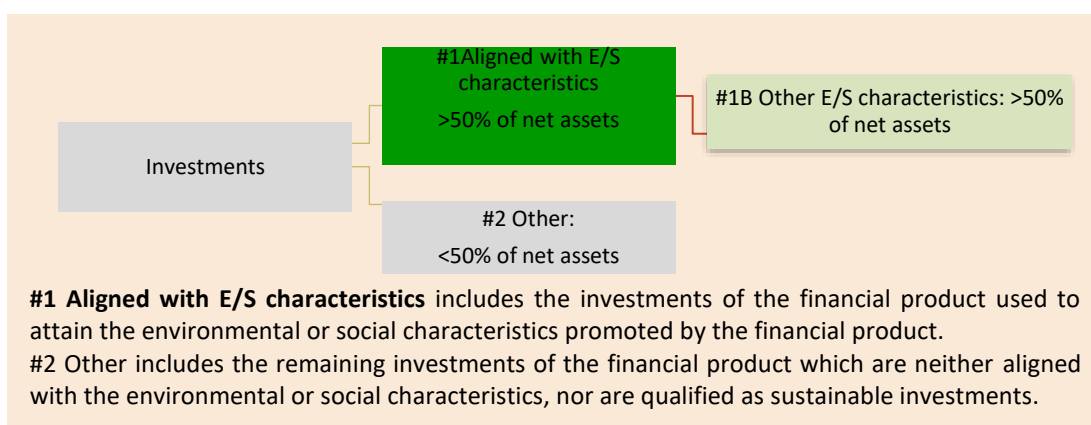 #1Aligned with E/S
characteristics
>50% of net assets
#1B Other E/S characteristics: >50%
of net assets
Investments
#2 Other:
<50% of net assets
#1 Aligned with E/S characteristics includes the investments of the financial product used to
attain the environmental or social characteristics promoted by the financial product.
#2 Other includes the remaining investments of the financial product which are neither aligned
with the environmental or social characteristics, nor are qualified as sustainable investments.